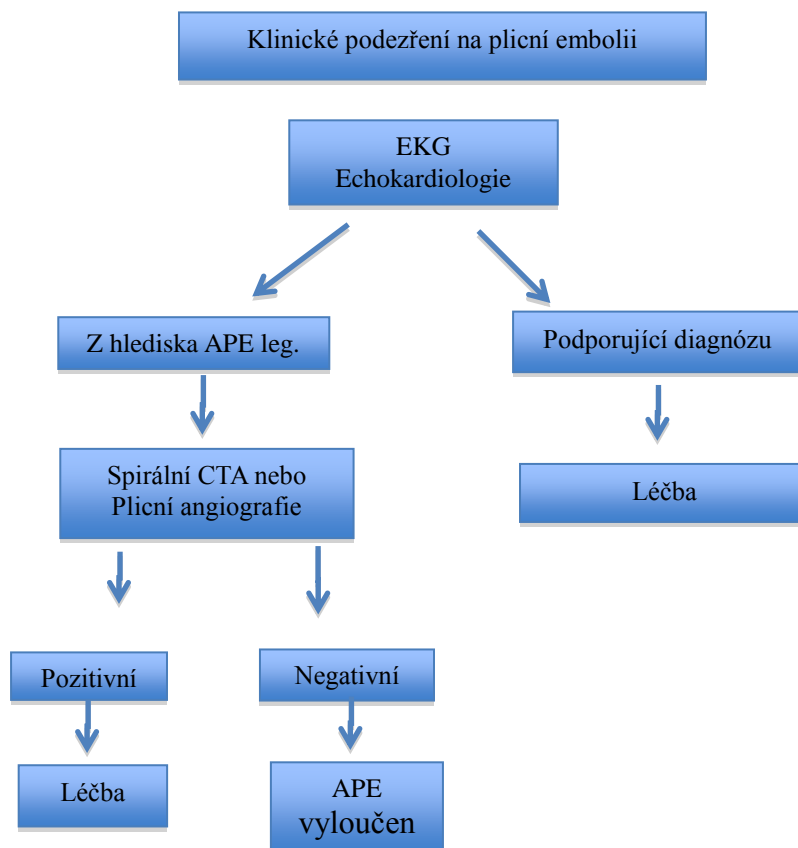 Klinické podezření na plicní embolii
EKG
Echokardiologie
Z hlediska APE leg.
Podporující diagnózu
Spirální CTA nebo
Plicní angiografie
Léčba
Pozitivní
Negativní
Léčba
APE
vyloučen